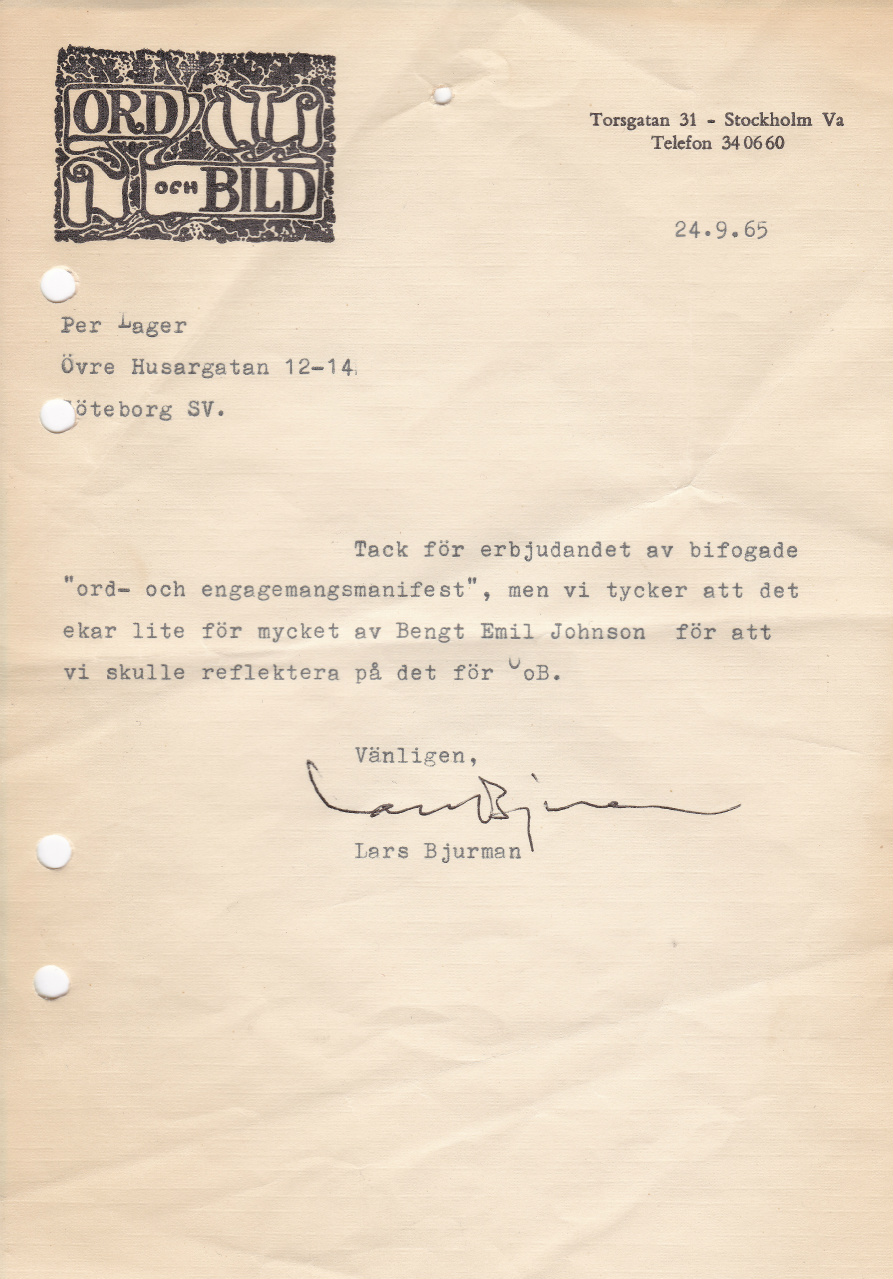 ORD
OCH BILD
Torsgatan 31 - Stockholm Va
Telefon 34 06 60
24.9.65
Per Lager
Övre Husargatan 12-14
öteborg SV.
Tack för erbjudandet av bifogade
"ord- och engagemangsmanifest", men vi tycker att det
ekar lite för mycket av Bengt Emil Johnson för att
vi skulle reflektera på det för OoB.
Vänligen,
Lars Bjurman
Lars Bjurman